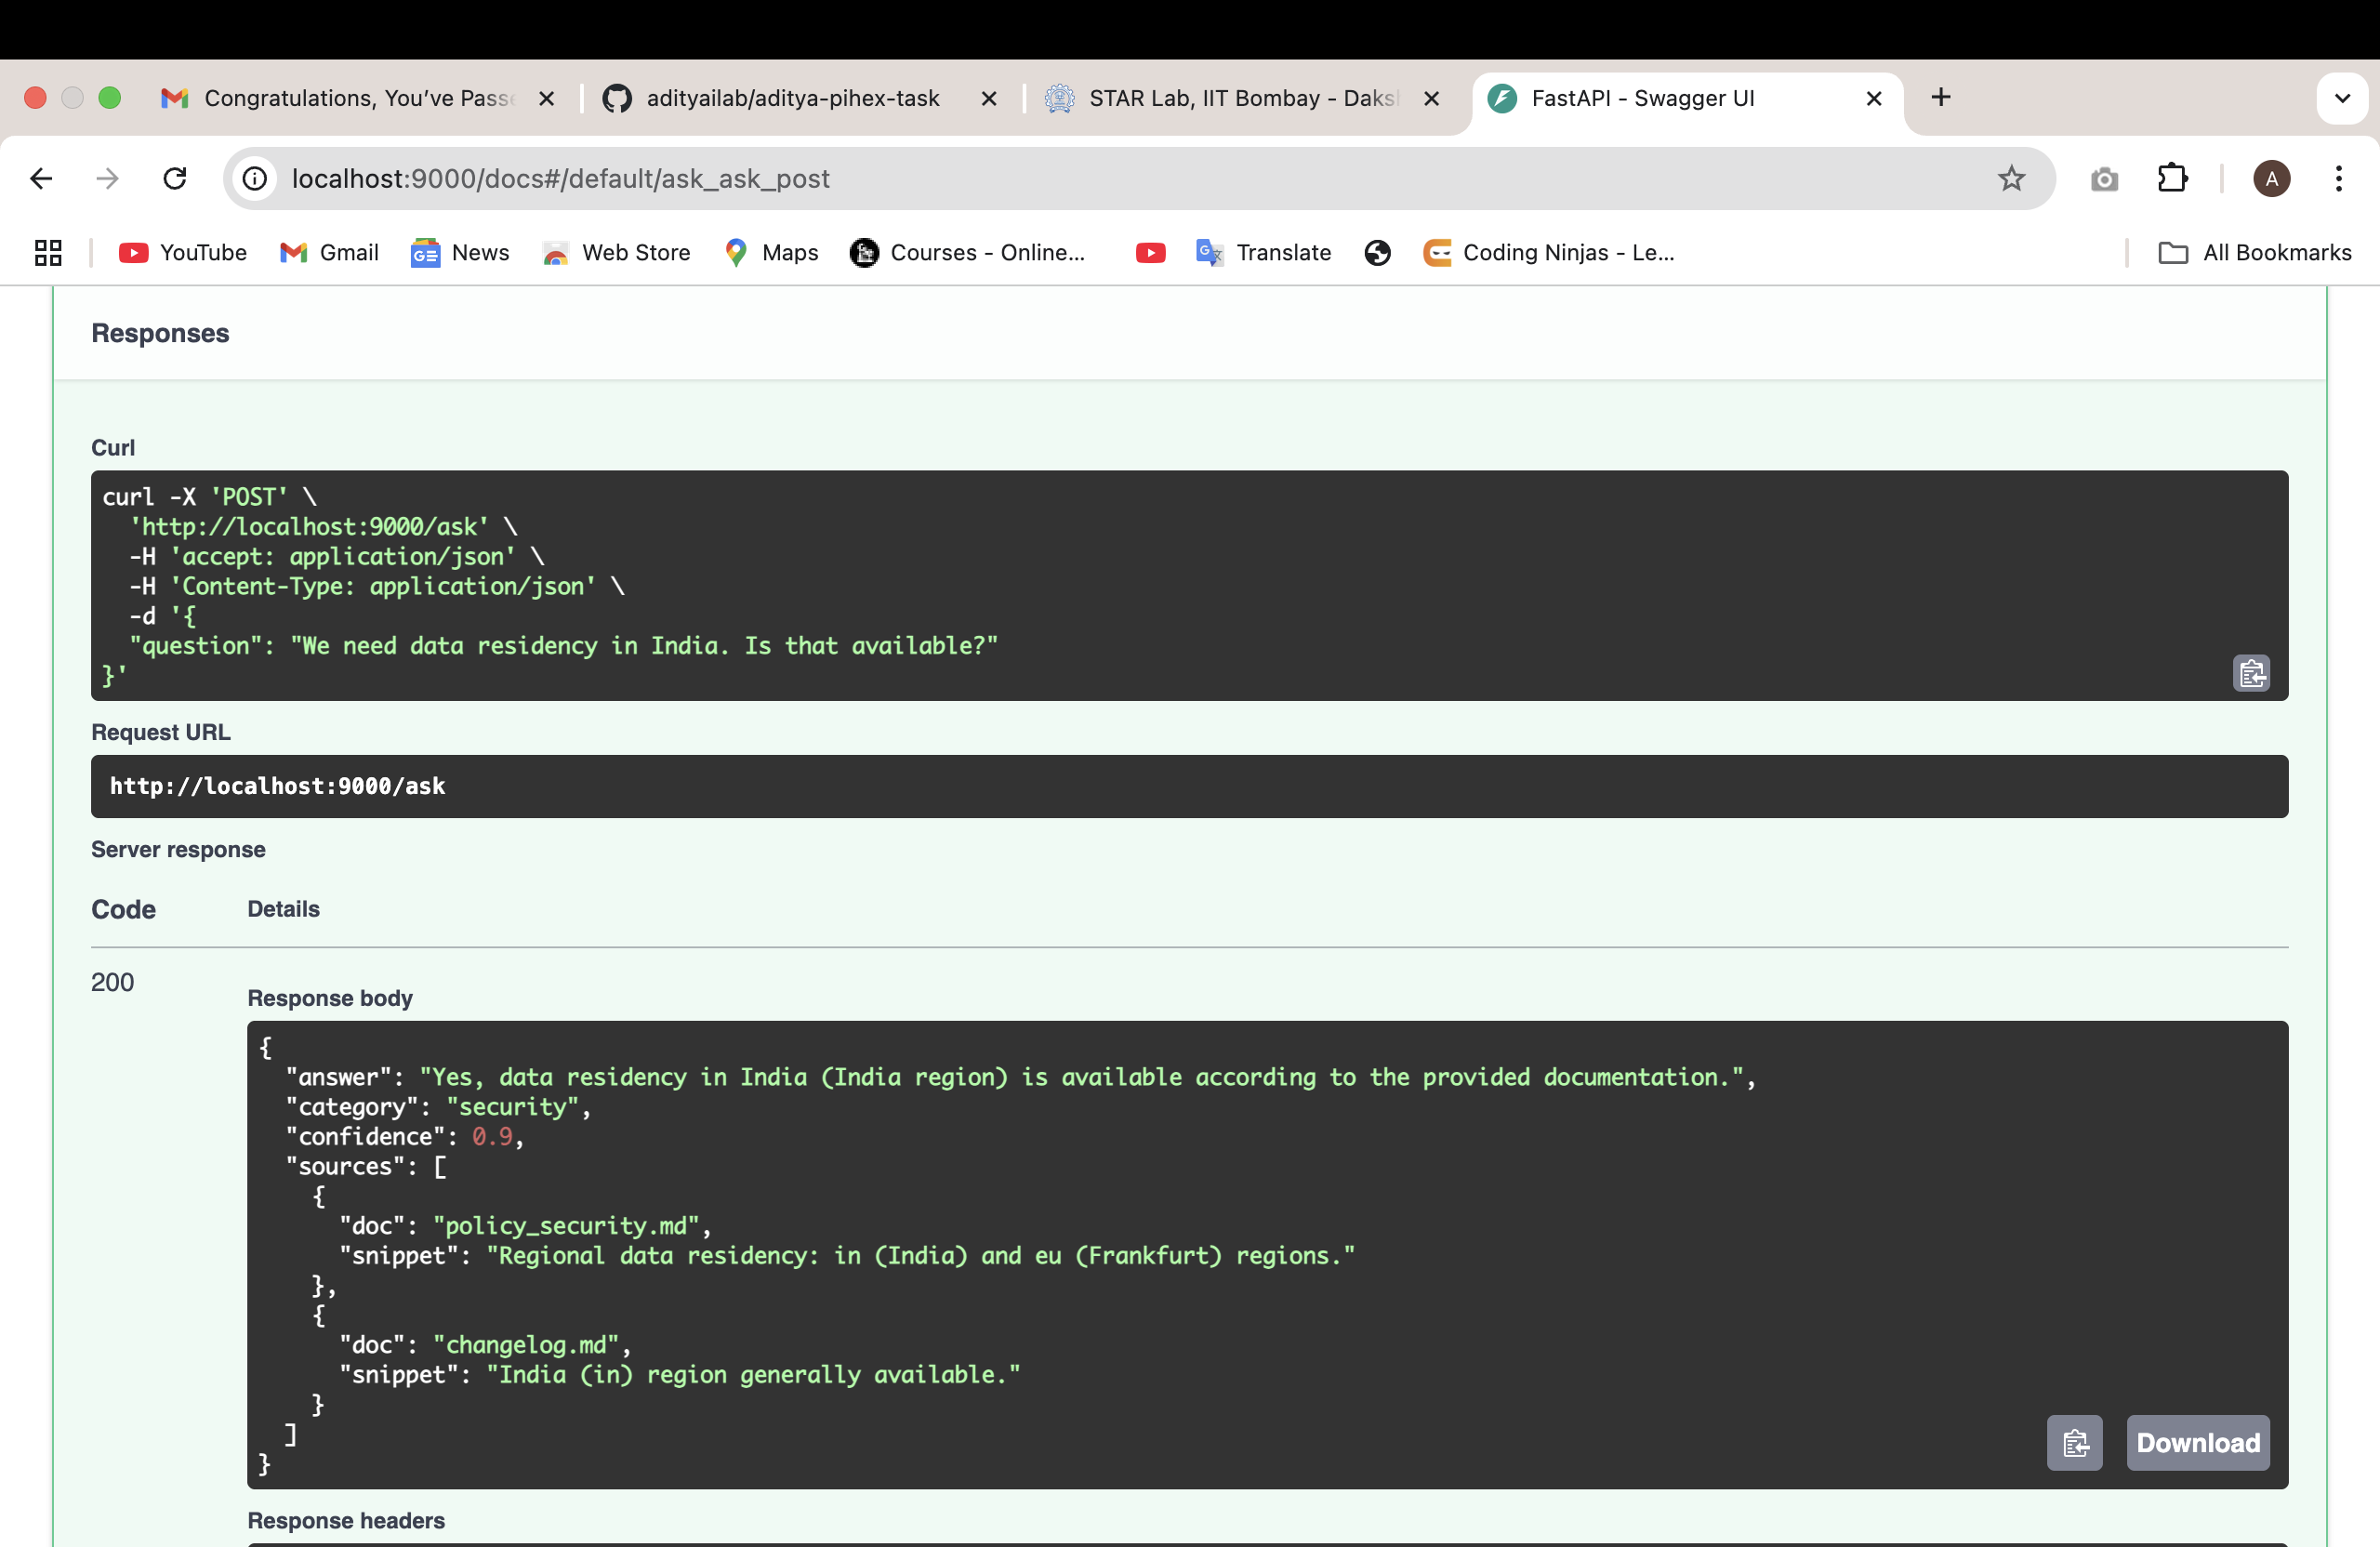 Congratulations, You've Passe
adityailab/aditya-pihex-task
STAR Lab, IIT Bombay - Daksl
FastAPI - Swagger UI
localhost:9000/docs#/default/ask_ask_post
A
YouTube
Gmail
News
Web Store
Maps
Courses - Online...
Translate
Coding Ninjas - Le...
All Bookmarks
Responses
Curl
curl -X 'POST' \
  'http://localhost:9000/ask' \
  -H 'accept: application/json' \
  -H 'Content-Type: application/json' \
  -d '{
  "question": "We need data residency in India. Is that available?"
}'
Request URL
http://localhost:9000/ask
Server response
Code Details
200
Response body
{
  "answer": "Yes, data residency in India (India region) is available according to the provided documentation.",
  "category": "security",
  "confidence": 0.9,
  "sources": [
    {
      "doc": "policy_security.md",
      "snippet": "Regional data residency: in (India) and eu (Frankfurt) regions."
    },
    {
      "doc": "changelog.md",
      "snippet": "India (in) region generally available."
    }
  ]
}
Download
Response headers